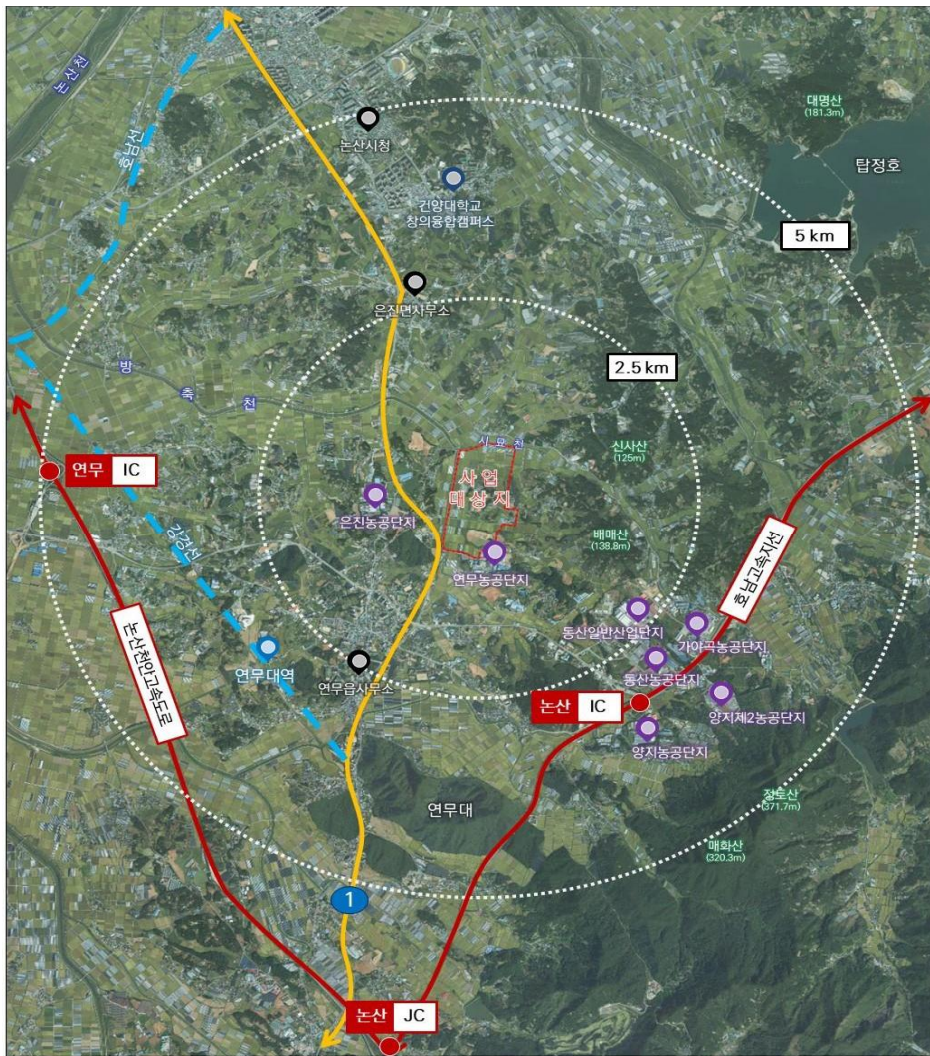 논산천
호남선
대명산
(181.3m)
탑정호
논산시청
건양대학교
창의융합캠퍼스
5 km
은진면사무소
2.5 km
방축천
시묘천
신사산
(125m)
연무 IC
사업
대상지
은진농공단지
강경선
배매산
(138.8m)
연무농공단지
호남고속지선
동산일반산업단지
가야곡농공단지
논산천안고속도로
연무대역
연무읍사무소
동산농공단지
논산 IC
양지제2농공단지
양지농공단지
연무대
정토산
(371.7m)
매화산
(320.3m)
1
논산 JC